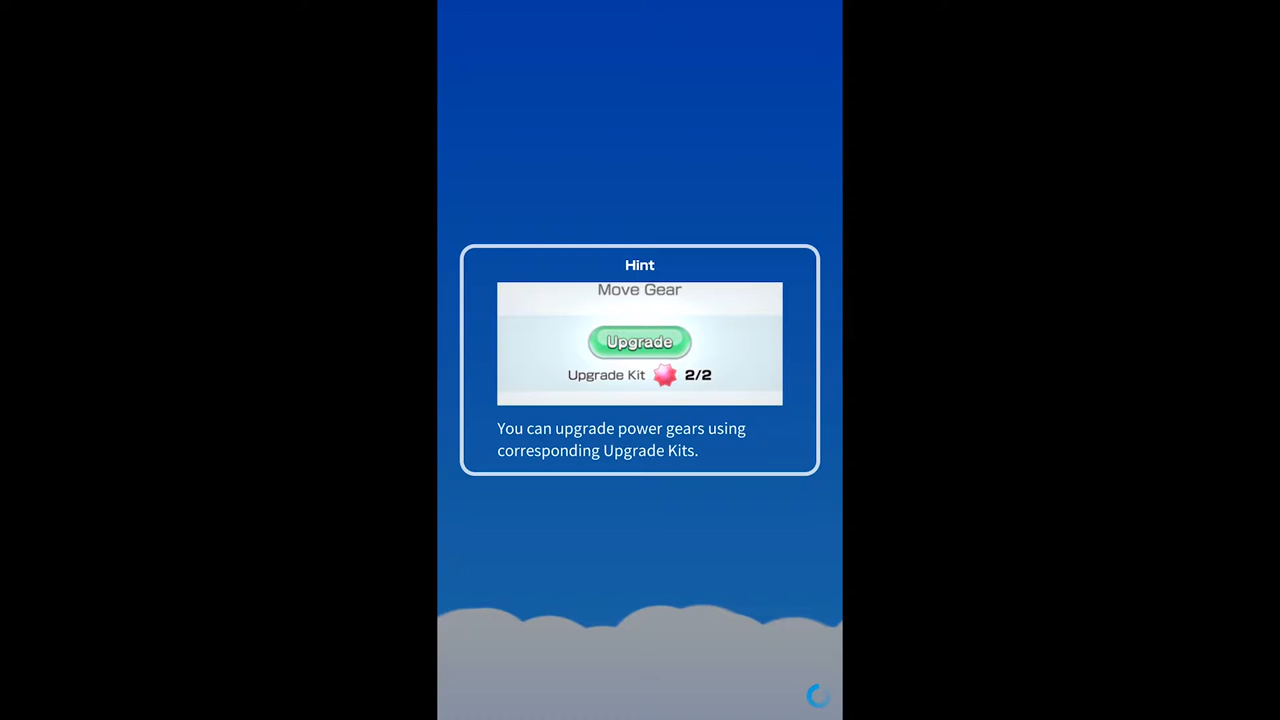 Hint
Move Gear
Upgrade
Upgrade Kit 2/2
You can upgrade power gears using
corresponding Upgrade Kits.